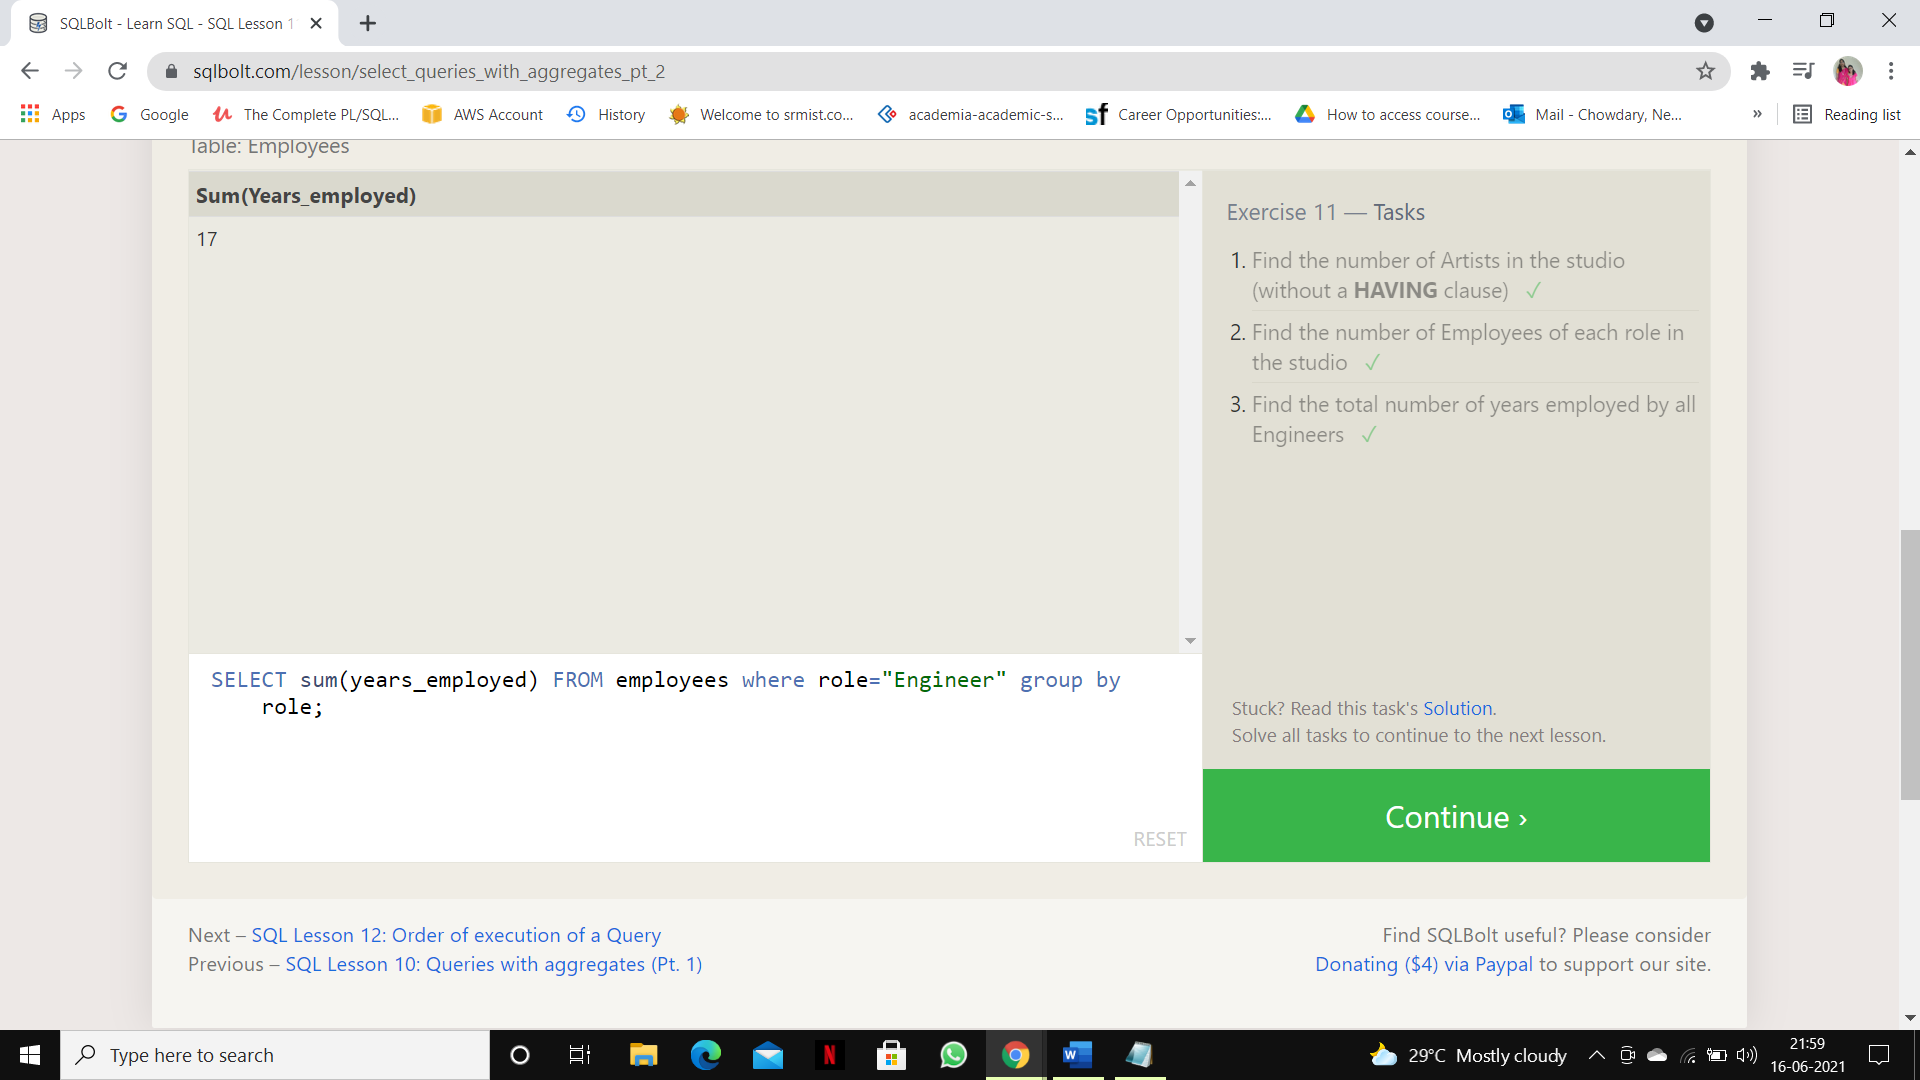 SQLBolt - Learn SQL - SQL Lesson 1
sqlbolt.com/lesson/select_queries_with_aggregates_pt_2
Apps Google The Complete PL/SQL... AWS Account History Welcome to srmist.co... academia-academic-s... sf Career Opportunities:... How to access course... Mail - Chowdary, Ne... » Reading list
Table: Employees
Sum(Years_employed)
17
Exercise 11 — Tasks
1. Find the number of Artists in the studio
(without a HAVING clause) ✓
2. Find the number of Employees of each role in
the studio ✓
3. Find the total number of years employed by all
Engineers ✓
SELECT sum(years_employed) FROM employees where role="Engineer" group by
role;
RESET
Stuck? Read this task's Solution.
Solve all tasks to continue to the next lesson.
Continue ›
Next – SQL Lesson 12: Order of execution of a Query
Previous – SQL Lesson 10: Queries with aggregates (Pt. 1)
Find SQLBolt useful? Please consider
Donating ($4) via Paypal to support our site.
Type here to search
29°C Mostly cloudy
21:59
16-06-2021